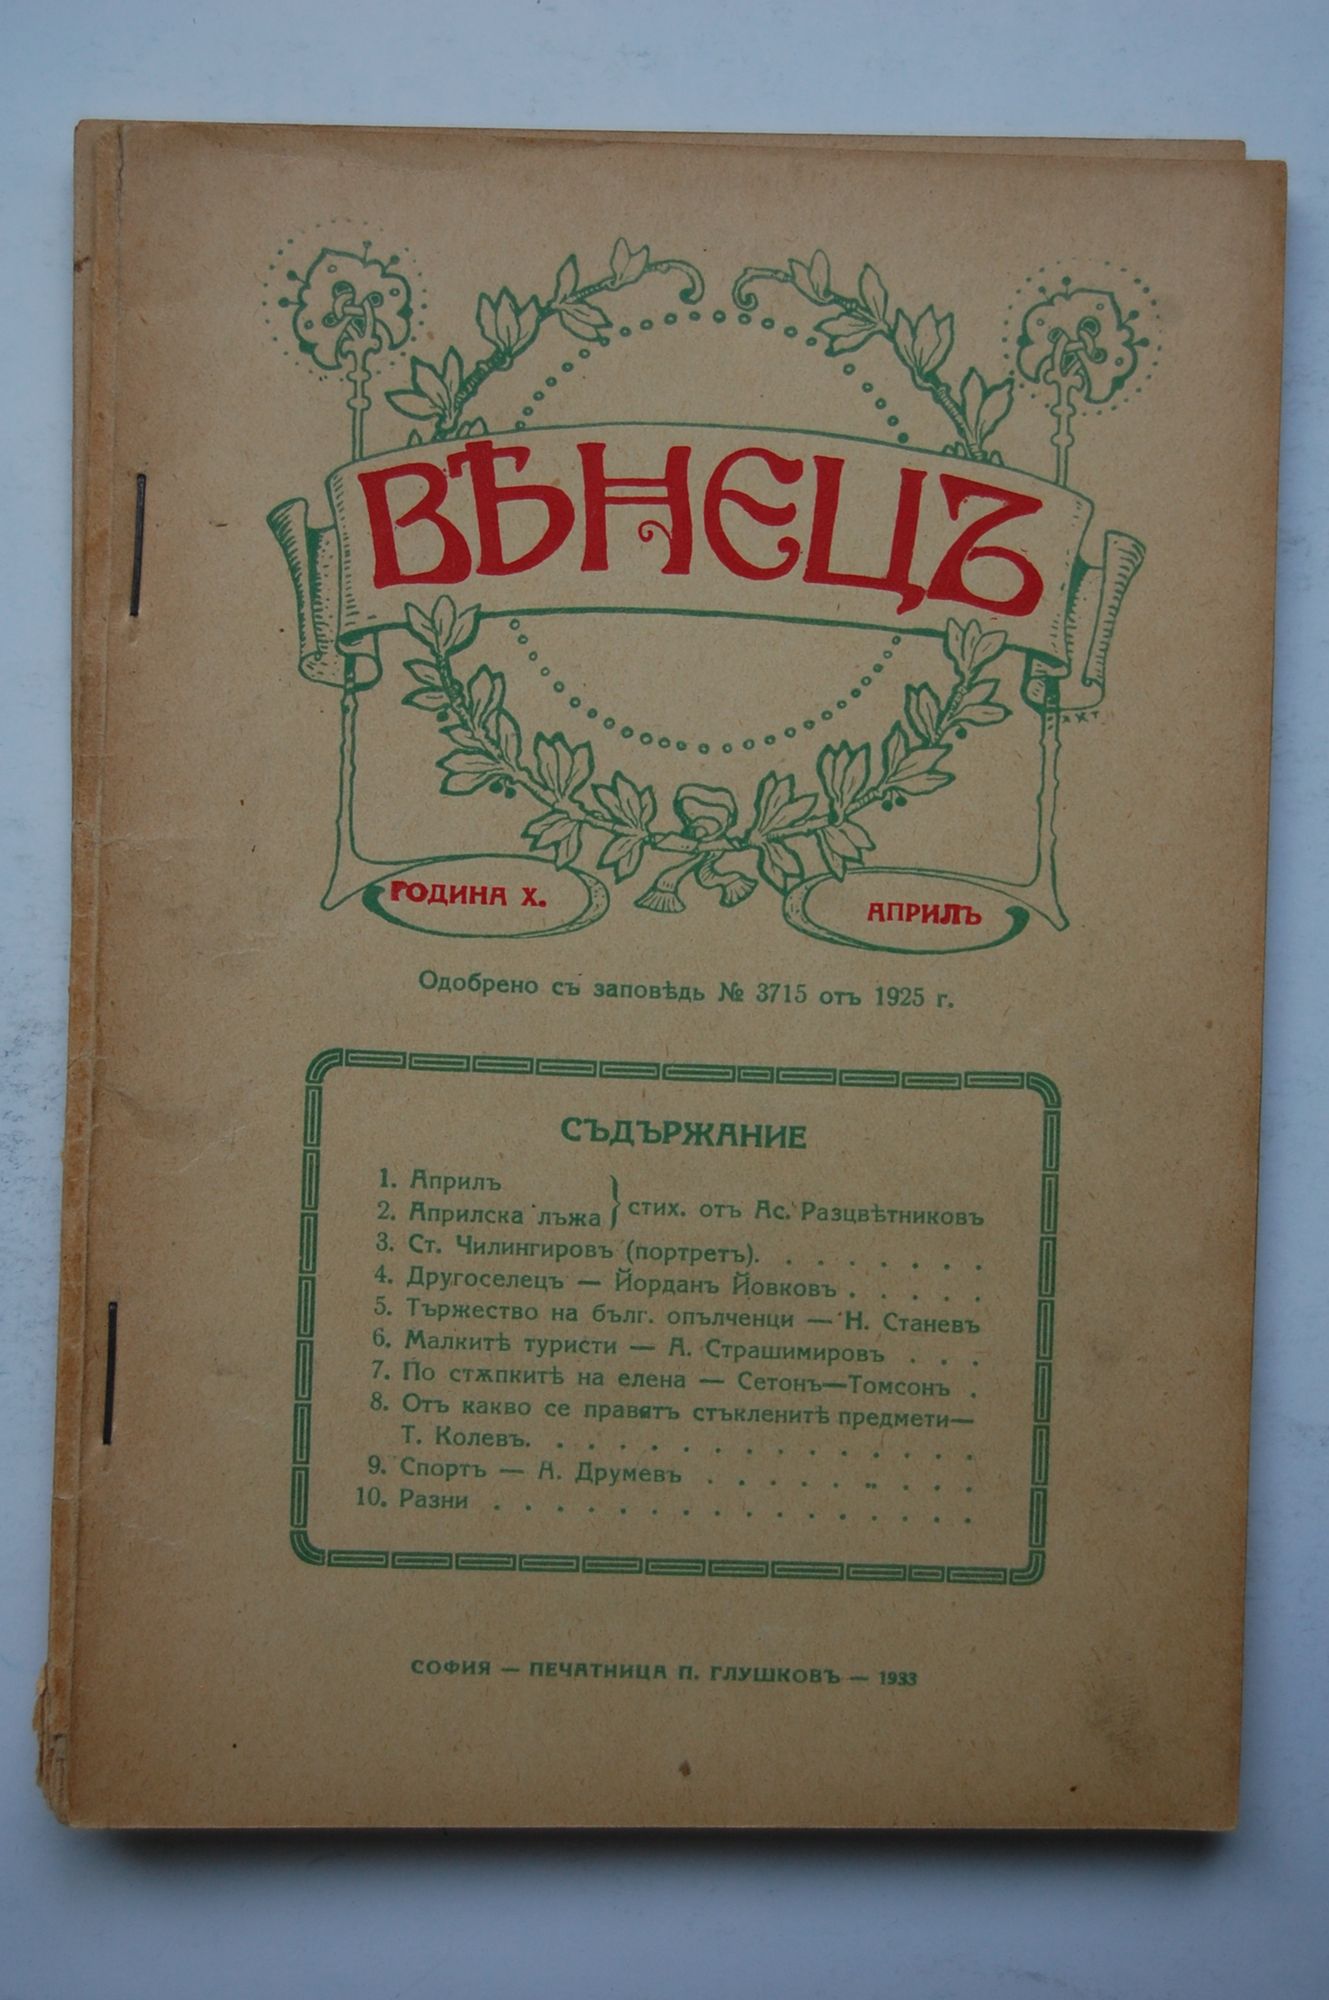 ВѢНЕЦЪ
ГОДИНА X.
АПРИЛЪ
Одобрено съ заповѣдь № 3715 отъ 1925 г.
СЪДЪРЖАНИЕ
1. Априлъ
2. Априлска лъжа } стих. отъ Ас. Разцвѣтниковъ
3. Ст. Чилингировъ (портретъ). . . . . . . .
4. Другоселецъ — Йорданъ Йовковъ . . . . .
5. Тържество на бълг. опълченци — Н. Станевъ
6. Малкитѣ туристи — А. Страшимировъ . . .
7. По стѫпкитѣ на елена — Сетонъ—Томсонъ .
8. Отъ какво се правятъ стъкленитѣ предмети—
Т. Колевъ. . . . . . . . . . . . . . .
9. Спортъ — А. Друмевъ . . . . . . . . .
10. Разни . . . . . . . . . . . . . . . .
СОФИЯ — ПЕЧАТНИЦА П. ГЛУШКОВЪ — 1933